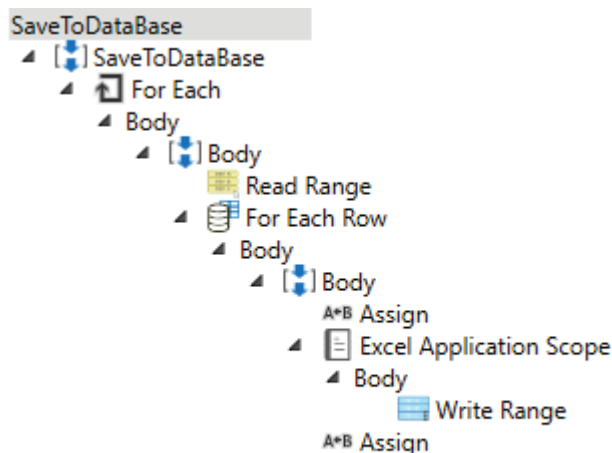 SaveToDataBase
SaveToDataBase
For Each
Body
Body
Read Range
For Each Row
Body
Body
A+B Assign
Excel Application Scope
Body
Write Range
A+B Assign